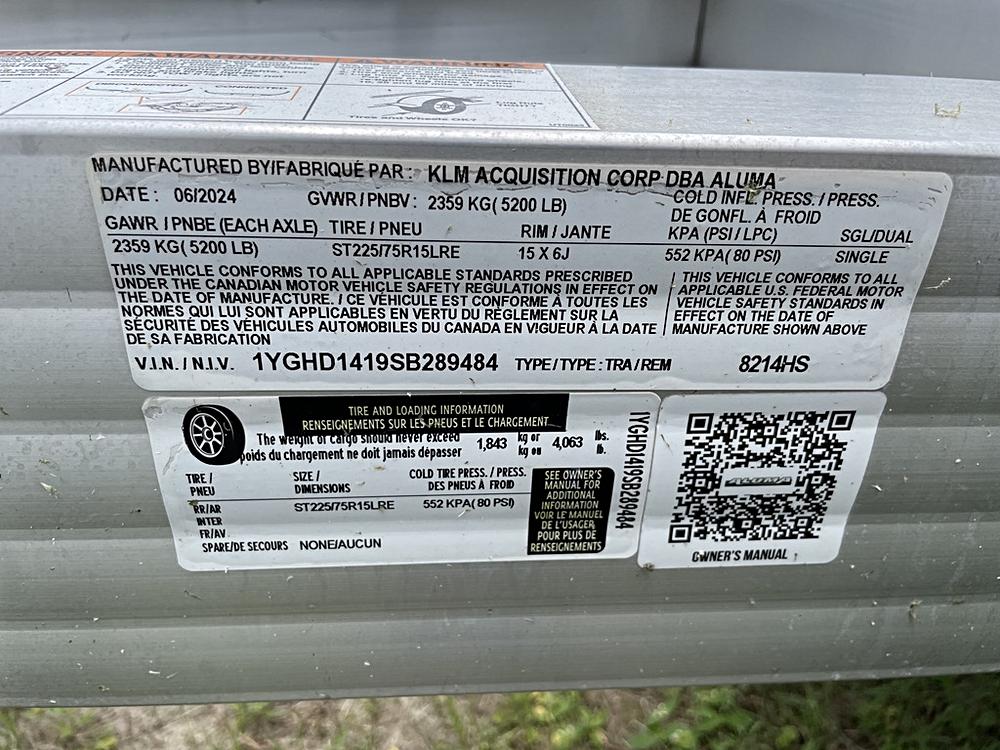 WARNING
WARNING
WARNING
Tires and Wheels OK?
MANUFACTURED BY/FABRIQUÉ PAR : KLM ACQUISITION CORP DBA ALUMA
DATE : 06/2024 GVWR / PNBV : 2359 KG( 5200 LB) COLD INFL. PRESS. /
DE GONFL. À FROID
GAWR / PNBE (EACH AXLE) TIRE / PNEU RIM / JANTE KPA (PSI / LPC) SGL/DUAL
2359 KG( 5200 LB) ST225/75R15LRE 15 X 6J 552 KPA( 80 PSI) SINGLE
THIS VEHICLE CONFORMS TO ALL APPLICABLE STANDARDS PRESCRIBED
UNDER THE CANADIAN MOTOR VEHICLE SAFETY REGULATIONS IN EFFECT ON
THE DATE OF MANUFACTURE. / CE VÉHICULE EST CONFORME À TOUTES LES
NORMES QUI LUI SONT APPLICABLES EN VERTU DU RÈGLEMENT SUR LA
SÉCURITÉ DES VÉHICULES AUTOMOBILES DU CANADA EN VIGUEUR À LA DATE
DE SA FABRICATION
THIS VEHICLE CONFORMS TO ALL
APPLICABLE U.S. FEDERAL MOTOR
VEHICLE SAFETY STANDARDS IN
EFFECT ON THE DATE OF
MANUFACTURE SHOWN ABOVE
V.I.N. / N.I.V. 1YGHD1419SB289484 TYPE / TYPE : TRA / REM 8214HS
TIRE AND LOADING INFORMATION
RENSEIGNEMENTS SUR LES PNEUS ET LE CHARGEMENT
The weight of cargo should never exceed 1,843 kg or 4,063 lbs.
poids du chargement ne doit jamais dépasser kg ou lb.
TIRE / SIZE / COLD TIRE PRESS. / PRESS.
PNEU DIMENSIONS DES PNEUS À FROID
RR/AR ST225/75R15LRE 552 KPA( 80 PSI)
INTER
FR/AV
SPARE/DE SECOURS NONE/AUCUN
SEE OWNER'S
MANUAL FOR
ADDITIONAL
INFORMATION
VOIR LE MANUEL
DE L'USAGER
POUR PLUS DE
RENSEIGNEMENTS
1YGHD1419SB289484
ALUMA
OWNER'S MANUAL